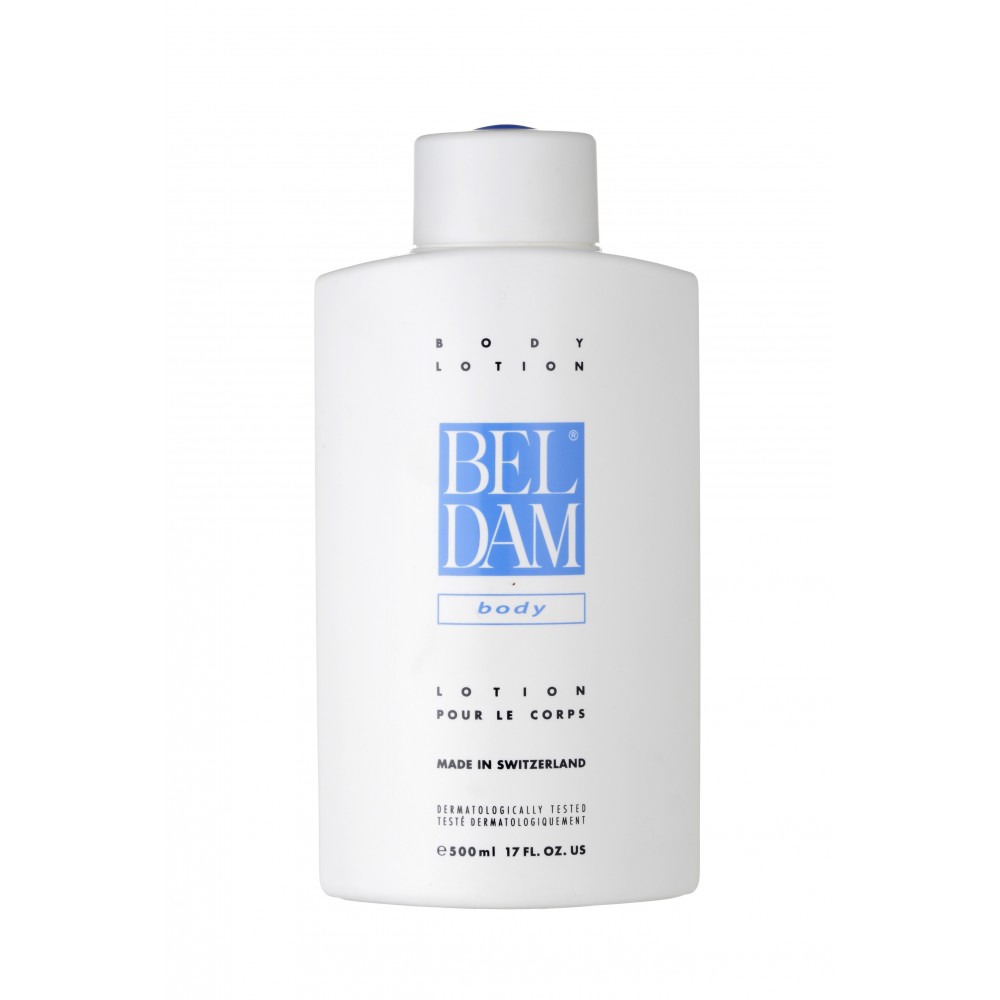 BODY
LOTION
BEL®
DAM
body
LOTION
POUR LE CORPS
MADE IN SWITZERLAND
DERMATOLOGICALLY TESTED
TESTÉ DERMATOLOGIQUEMENT
℮500ml 17 FL. OZ. US